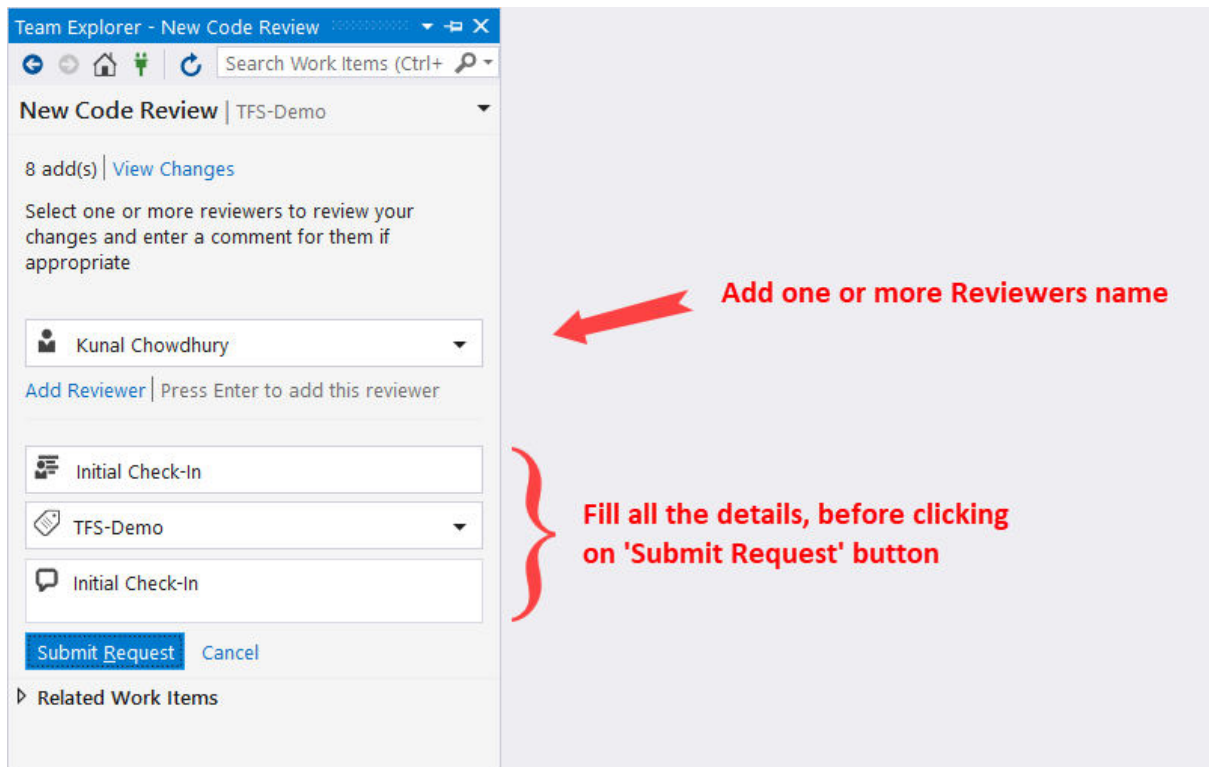 Team Explorer - New Code Review
Search Work Items (Ctrl+
New Code Review | TFS-Demo
8 add(s) | View Changes
Select one or more reviewers to review your
changes and enter a comment for them if
appropriate
Add one or more Reviewers name
Kunal Chowdhury
Add Reviewer | Press Enter to add this reviewer
Initial Check-In
TFS-Demo
Fill all the details, before clicking
on 'Submit Request' button
Initial Check-In
Submit Request Cancel
Related Work Items